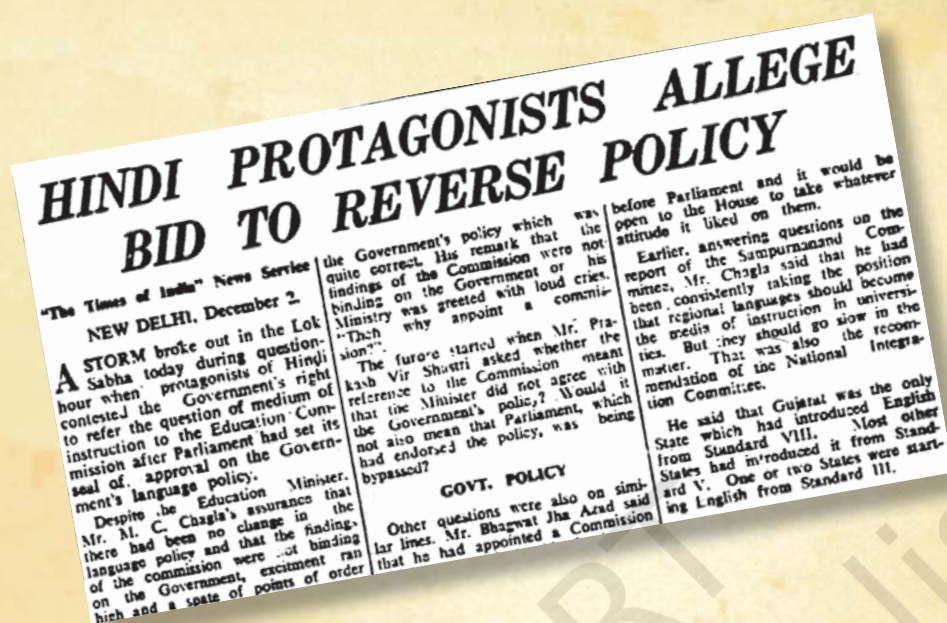 HINDI PROTAGONISTS ALLEGE
BID TO REVERSE POLICY
"The Times of India" News Service
NEW DELHI, December 2.
A STORM broke out in the Lok
Sabha today during question-
hour when protagonists of Hindi
contested the Government's right
to refer the question of medium of
instruction to the Education Com-
mission after Parliament had set its
seal of approval on the Govern-
ment's language policy.
Despite the Education Minister,
Mr. M. C. Chagla's assurance that
there had been no change in the
language policy and that the findings
of the commission were not binding
on the Government, excitment ran
high and a spate of points of order
the Government's policy which was
quite correct. His remark that the
findings of the Commission were not
binding on the Government or his
Ministry was greeted with loud cries.
"Then why appoint a commis-
sion?".
The furore started when Mr. Pra-
kash Vir Shastri asked whether the
reference to the Commission meant
that the Minister did not agree with
the Government's policy? Would it
not also mean that Parliament, which
had endorsed the policy, was being
bypassed?
GOVT. POLICY
Other questions were also on simi-
lar lines. Mr. Bhagwat Jha Azad said
that he had appointed a Commission
before Parliament and it would be
open to the House to take whatever
attitude it liked on them.
Earlier, answering questions on the
report of the Sampurnanand Com-
mittee, Mr. Chagla said that he had
been consistently taking the position
that regional languages should become
the media of instruction in universi-
ties. But they should go slow in the
matter. That was also the recom-
mendation of the National Integra-
tion Committee.
He said that Gujarat was the only
State which had introduced English
from Standard VIII. Most other
States had introduced it from Stand-
ard V. One or two States were start-
ing English from Standard III.